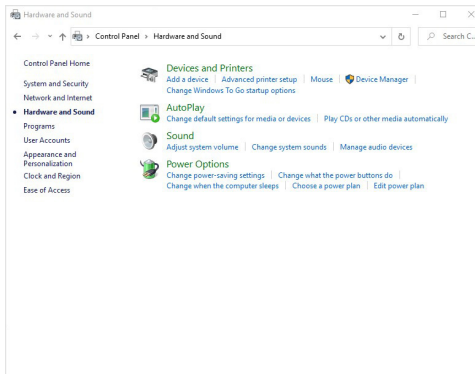 Hardware and Sound
Control Panel > Hardware and Sound
Search C...
Control Panel Home
System and Security
Network and Internet
Hardware and Sound
Programs
User Accounts
Appearance and
Personalization
Clock and Region
Ease of Access
Devices and Printers
Add a device | Advanced printer setup | Mouse | Device Manager |
Change Windows To Go startup options
AutoPlay
Change default settings for media or devices | Play CDs or other media automatically
Sound
Adjust system volume | Change system sounds | Manage audio devices
Power Options
Change power-saving settings | Change what the power buttons do |
Change when the computer sleeps | Choose a power plan | Edit power plan